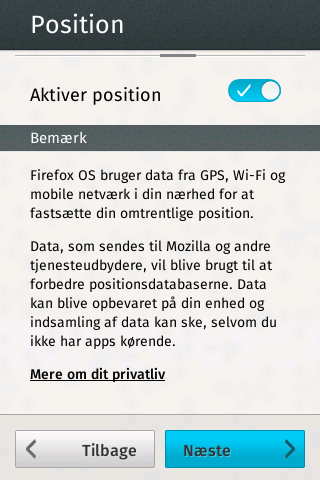 Position
Aktiver position
Bemærk
Firefox OS bruger data fra GPS, Wi-Fi og
mobile netværk i din nærhed for at
fastsætte din omtrentlige position.
Data, som sendes til Mozilla og andre
tjenesteudbydere, vil blive brugt til at
forbedre positionsdatabaserne. Data
kan blive opbevaret på din enhed og
indsamling af data kan ske, selvom du
ikke har apps kørende.
Mere om dit privatliv
Tilbage
Næste